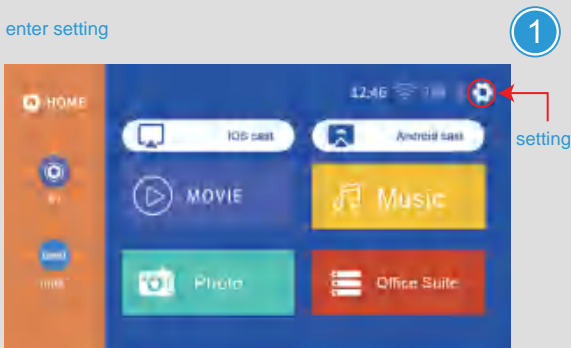 enter setting
1
HOME
12:46
iOS cast
Android cast
setting
MOVIE
Music
Photo
Office Suite